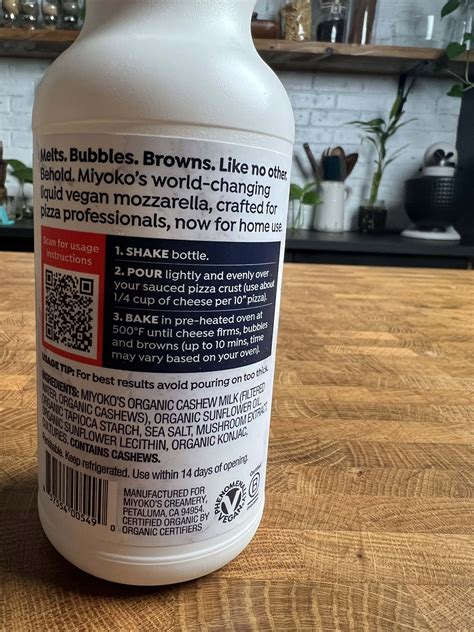 Melts. Bubbles. Browns. Like no other.
Behold. Miyoko's world-changing
liquid vegan mozzarella, crafted for
pizza professionals, now for home use.
Scan for usage
instructions
1. SHAKE bottle.
2. POUR lightly and evenly over
your sauced pizza crust (use about
1/4 cup of cheese per 10" pizza).
3. BAKE in pre-heated oven at
500°F until cheese firms, bubbles
and browns (up to 10 mins, time
may vary based on your oven).
USAGE TIP: For best results avoid pouring on too thick.
INGREDIENTS: MIYOKO'S ORGANIC CASHEW MILK (FILTERED
WATER, ORGANIC CASHEWS), ORGANIC SUNFLOWER OIL,
ORGANIC TAPIOCA STARCH, SEA SALT, MUSHROOM EXTRACT,
ORGANIC SUNFLOWER LECITHIN, ORGANIC KONJAC,
CULTURES. CONTAINS CASHEWS.
Keep refrigerated. Use within 14 days of opening.
MANUFACTURED FOR
MIYOKO'S CREAMERY,
PETALUMA, CA 94954.
CERTIFIED ORGANIC BY
ORGANIC CERTIFIERS
PHENOMENALLY
VEGAN
Certified
B